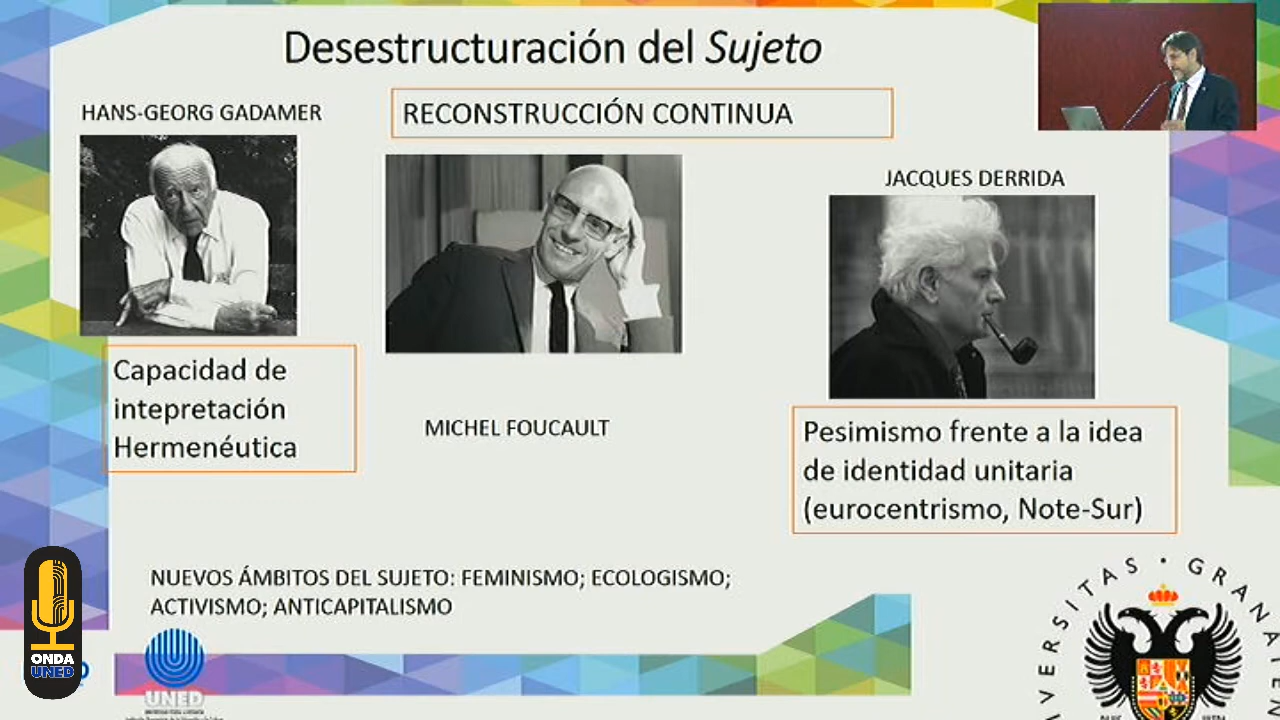 Desestructuración del Sujeto
HANS-GEORG GADAMER
RECONSTRUCCIÓN CONTINUA
JACQUES DERRIDA
Capacidad de
intepretación
Hermenéutica
MICHEL FOUCAULT
Pesimismo frente a la idea
de identidad unitaria
(eurocentrismo, Note-Sur)
NUEVOS ÁMBITOS DEL SUJETO: FEMINISMO; ECOLOGISMO;
ACTIVISMO; ANTICAPITALISMO
ONDA
UNED
UNED
VERSITAS · GRANATEN